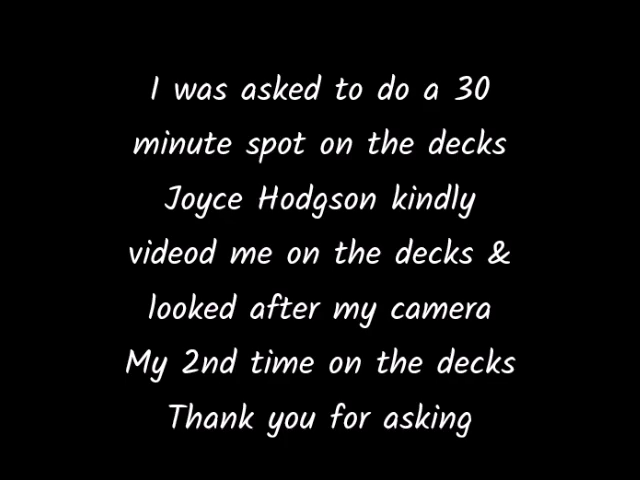 I was asked to do a 30
minute spot on the decks
Joyce Hodgson kindly
videod me on the decks &
looked after my camera
My 2nd time on the decks
Thank you for asking